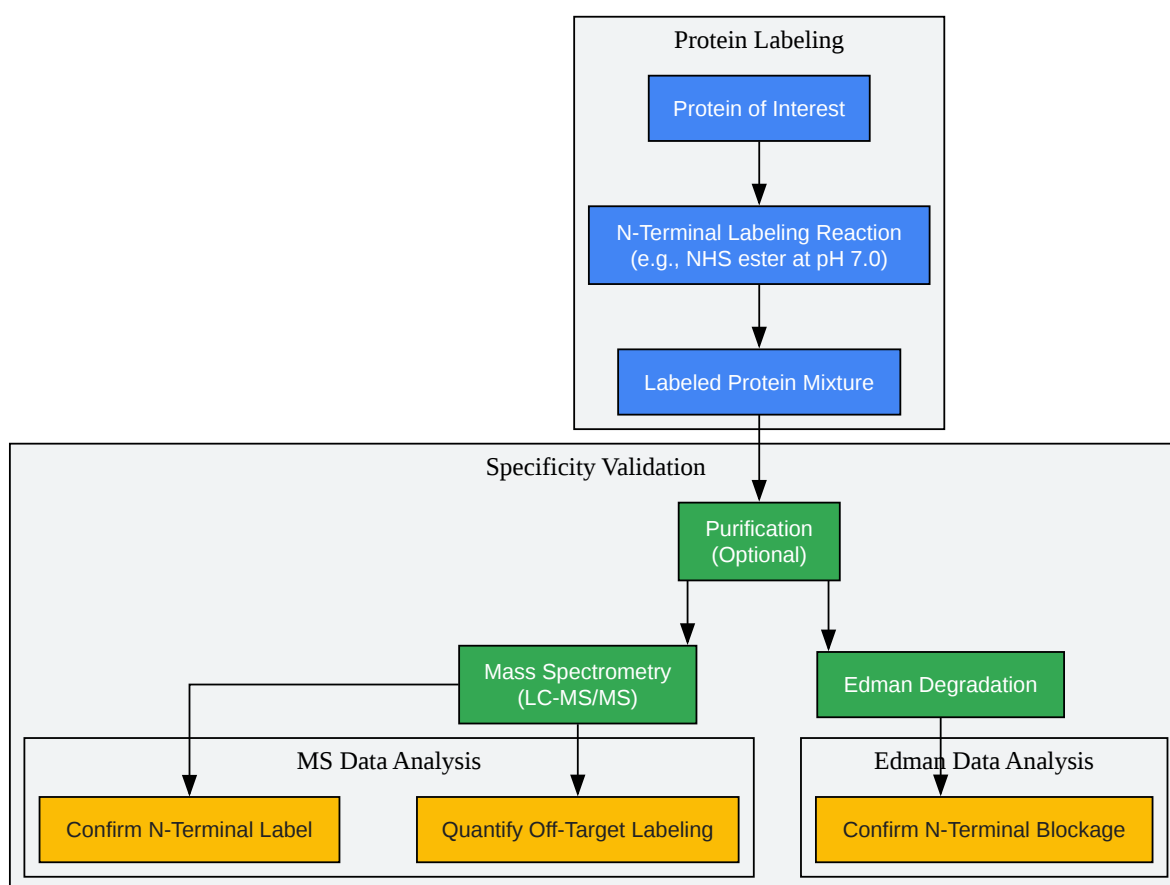 Protein Labeling
Protein of Interest
N-Terminal Labeling Reaction
(e.g., NHS ester at pH 7.0)
Labeled Protein Mixture
Specificity Validation
Purification
(Optional)
Mass Spectrometry
(LC-MS/MS)
Edman Degradation
MS Data Analysis
Edman Data Analysis
Confirm N-Terminal Label
Quantify Off-Target Labeling
Confirm N-Terminal Blockage